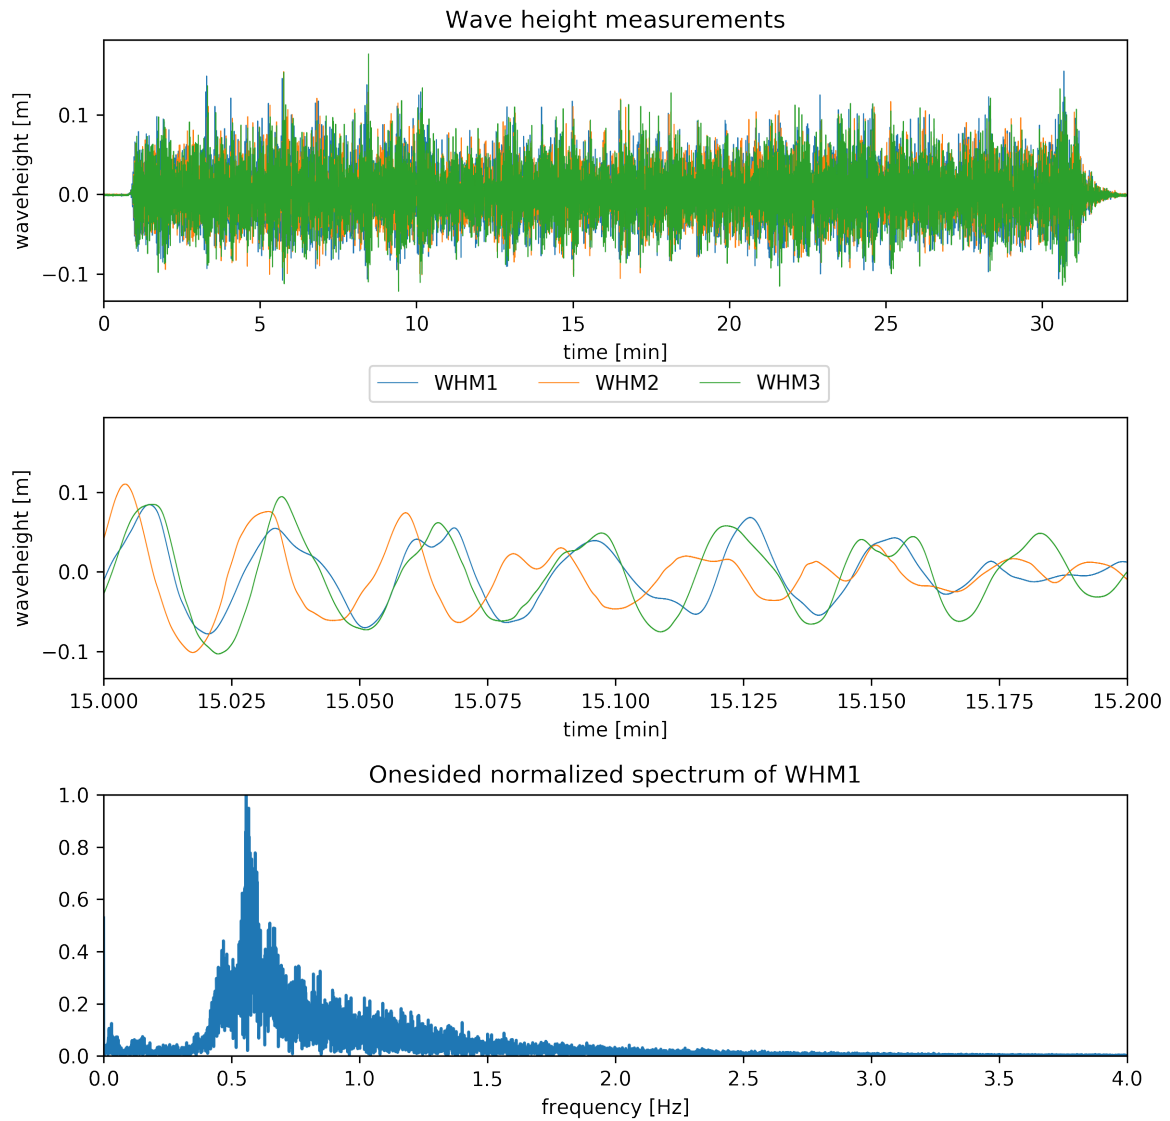 Wave height measurements
waveheight [m]
0.1
0.0
−0.1
0 5 10 15 20 25 30
time [min]
WHM1 WHM2 WHM3
waveheight [m]
0.1
0.0
−0.1
15.000 15.025 15.050 15.075 15.100 15.125 15.150 15.175 15.200
time [min]
Onesided normalized spectrum of WHM1
1.0
0.8
0.6
0.4
0.2
0.0
0.0 0.5 1.0 1.5 2.0 2.5 3.0 3.5 4.0
frequency [Hz]